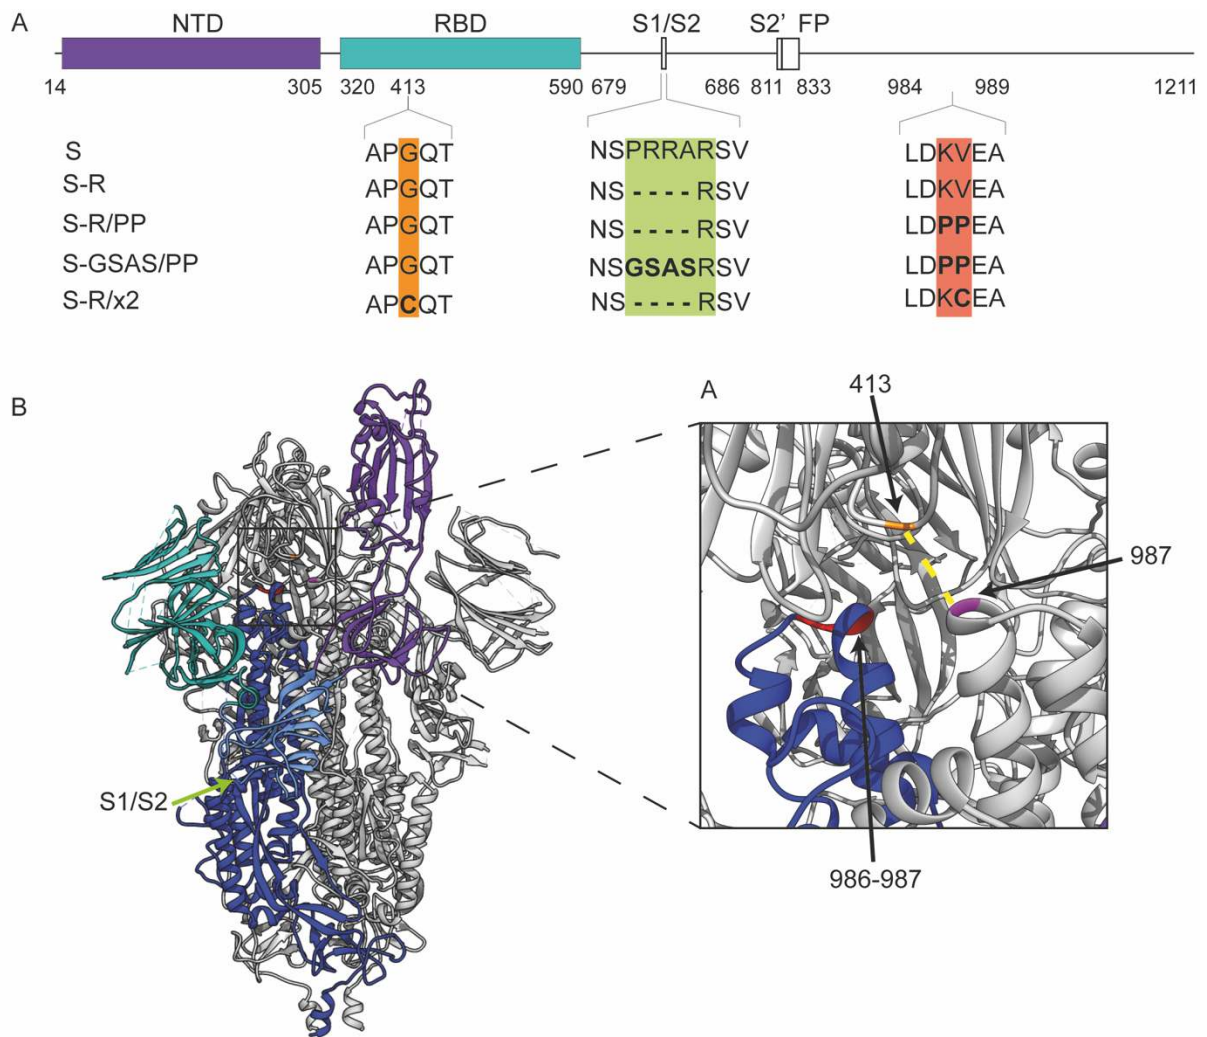 A
NTD RBD S1/S2 S2’ FP
14 305 320 413 590 679 686 811 833 984 989 1211
S APGQT NSPRRARSV LDKVEA
S-R APGQT NS----RSV LDKVEA
S-R/PP APGQT NS----RSV LDPPEA
S-GSAS/PP APGQT NSGSASRSV LDPPEA
S-R/x2 APCQT NS----RSV LDKCEA
B
S1/S2
A
413
987
986-987